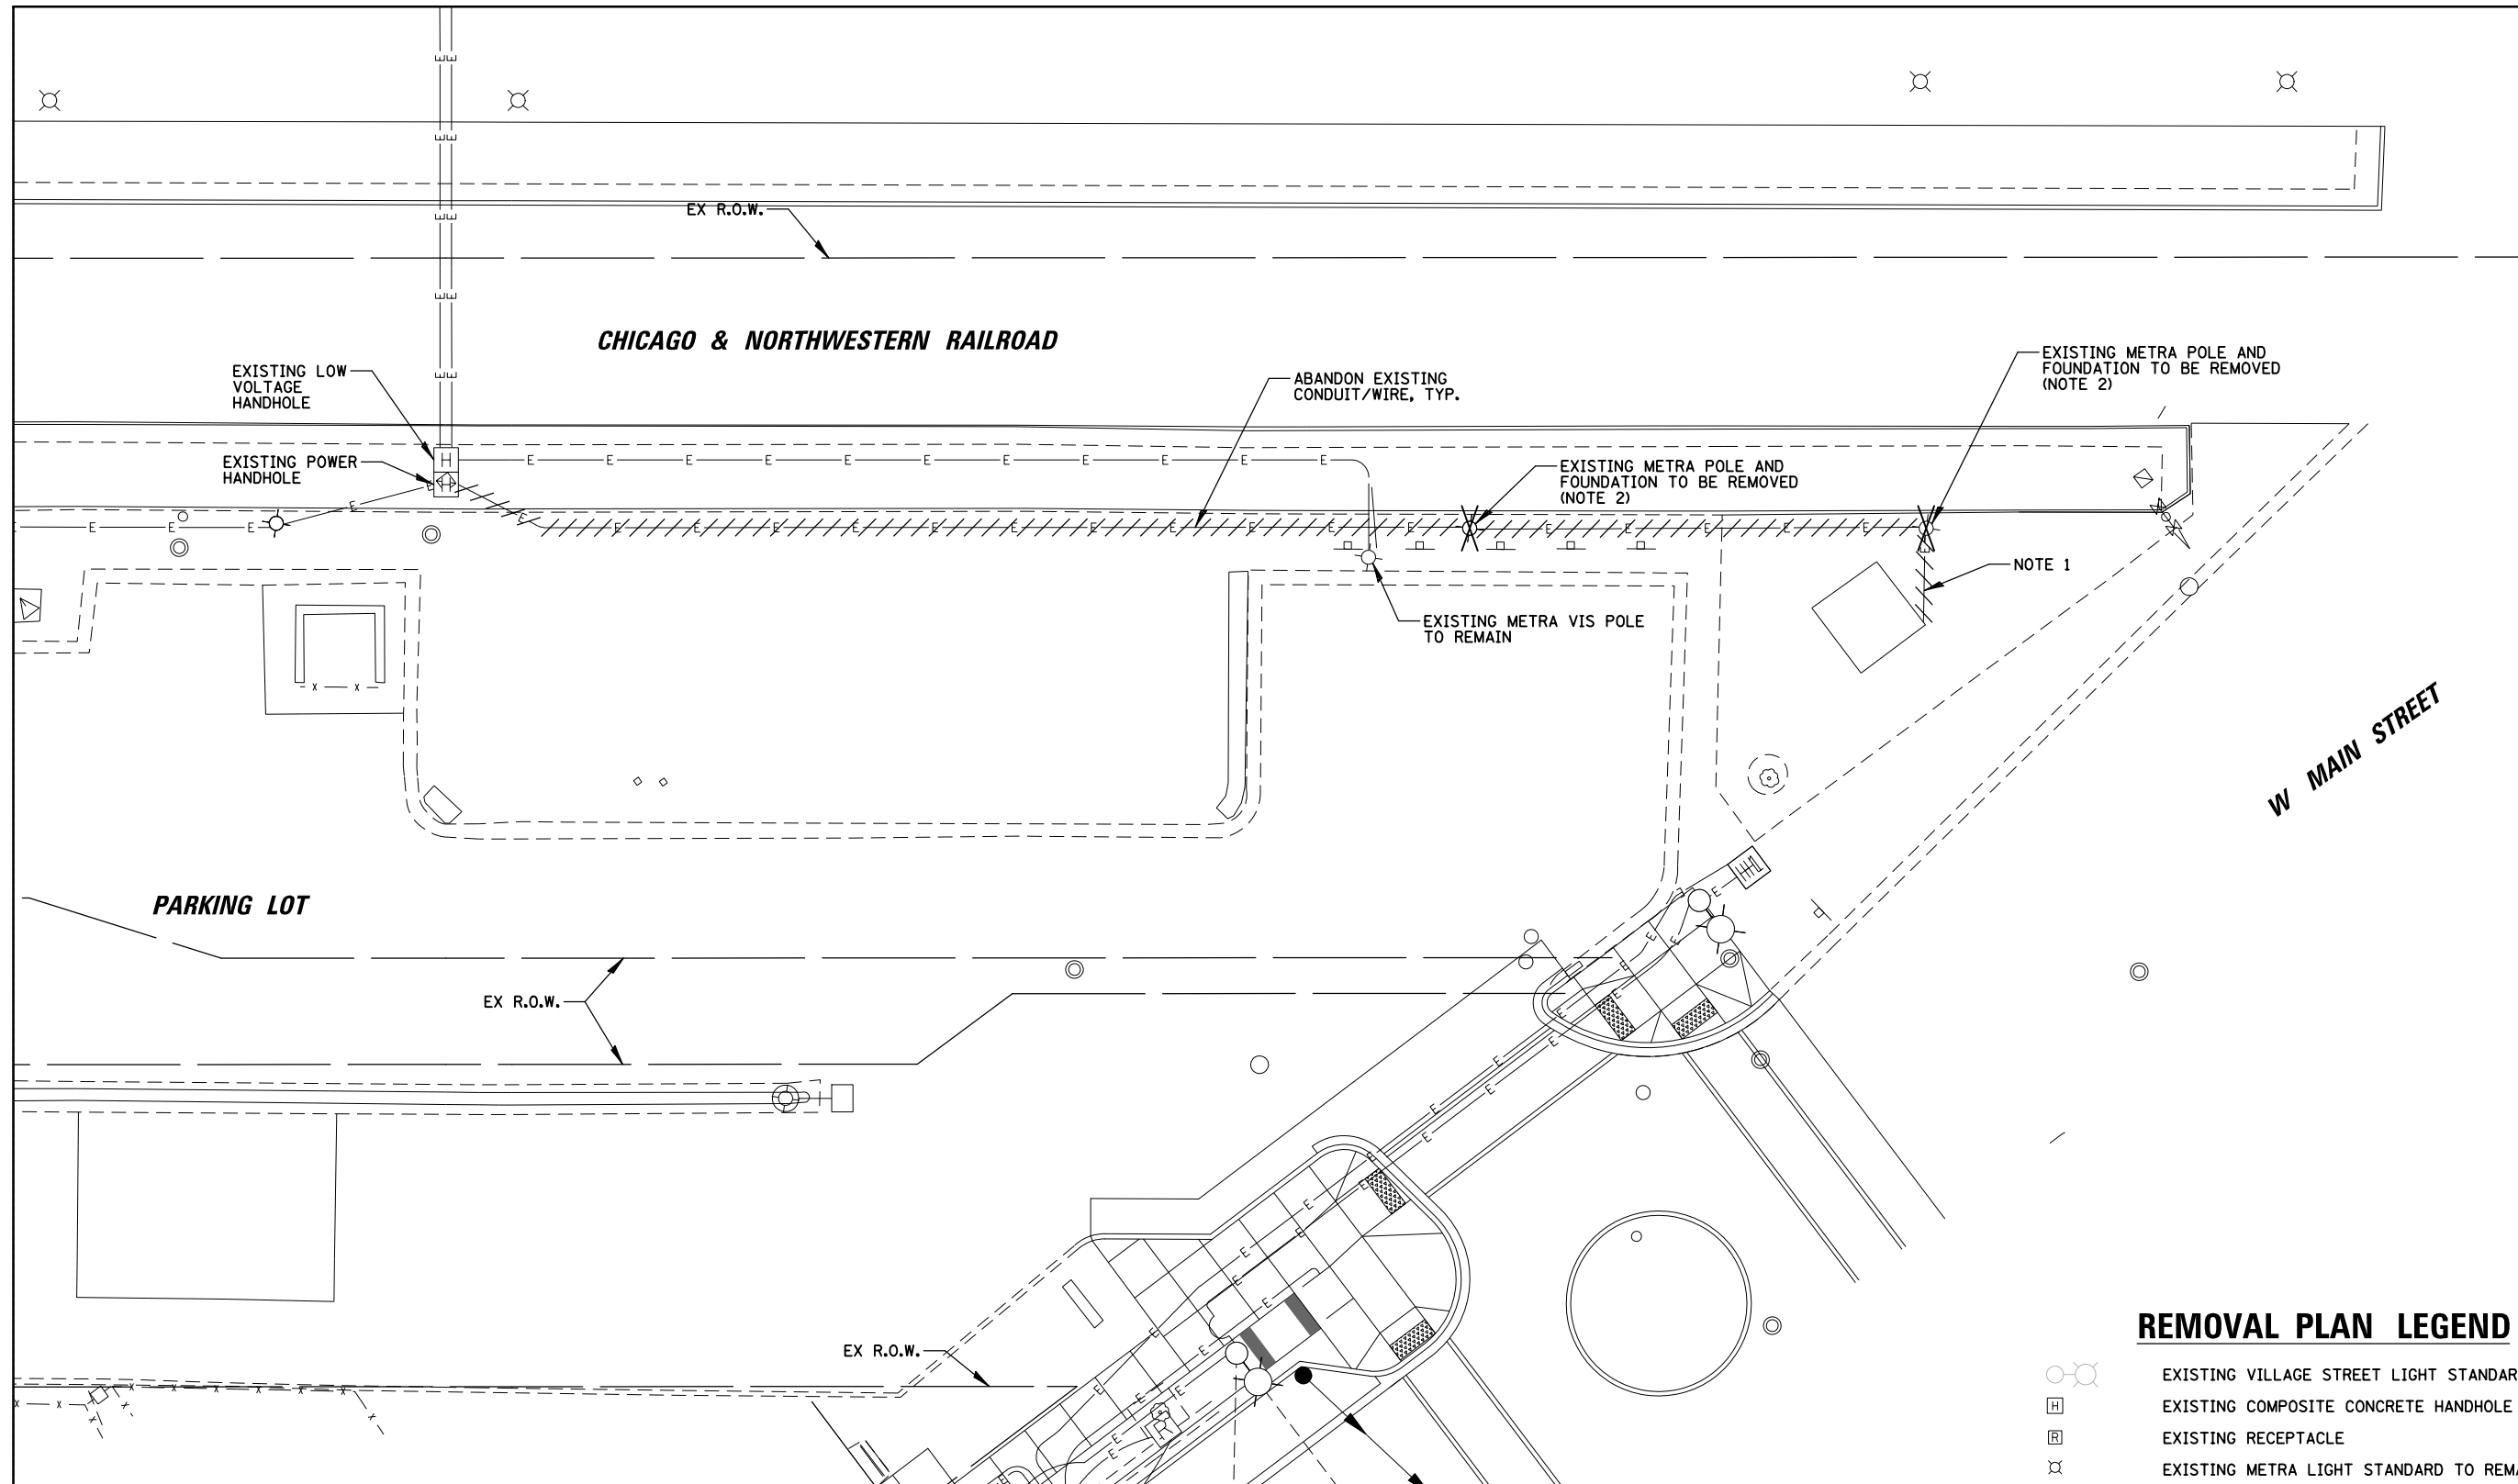 EX R.O.W.
CHICAGO & NORTHWESTERN RAILROAD
EXISTING LOW
VOLTAGE
HANDHOLE
ABANDON EXISTING
CONDUIT/WIRE, TYP.
EXISTING METRA POLE AND
FOUNDATION TO BE REMOVED
(NOTE 2)
EXISTING POWER
HANDHOLE
EXISTING METRA POLE AND
FOUNDATION TO BE REMOVED
(NOTE 2)
NOTE 1
EXISTING METRA VIS POLE
TO REMAIN
W MAIN STREET
PARKING LOT
EX R.O.W.
EX R.O.W.
REMOVAL PLAN LEGEND
EXISTING VILLAGE STREET LIGHT STANDAR
H EXISTING COMPOSITE CONCRETE HANDHOLE
R EXISTING RECEPTACLE
EXISTING METRA LIGHT STANDARD TO REMA